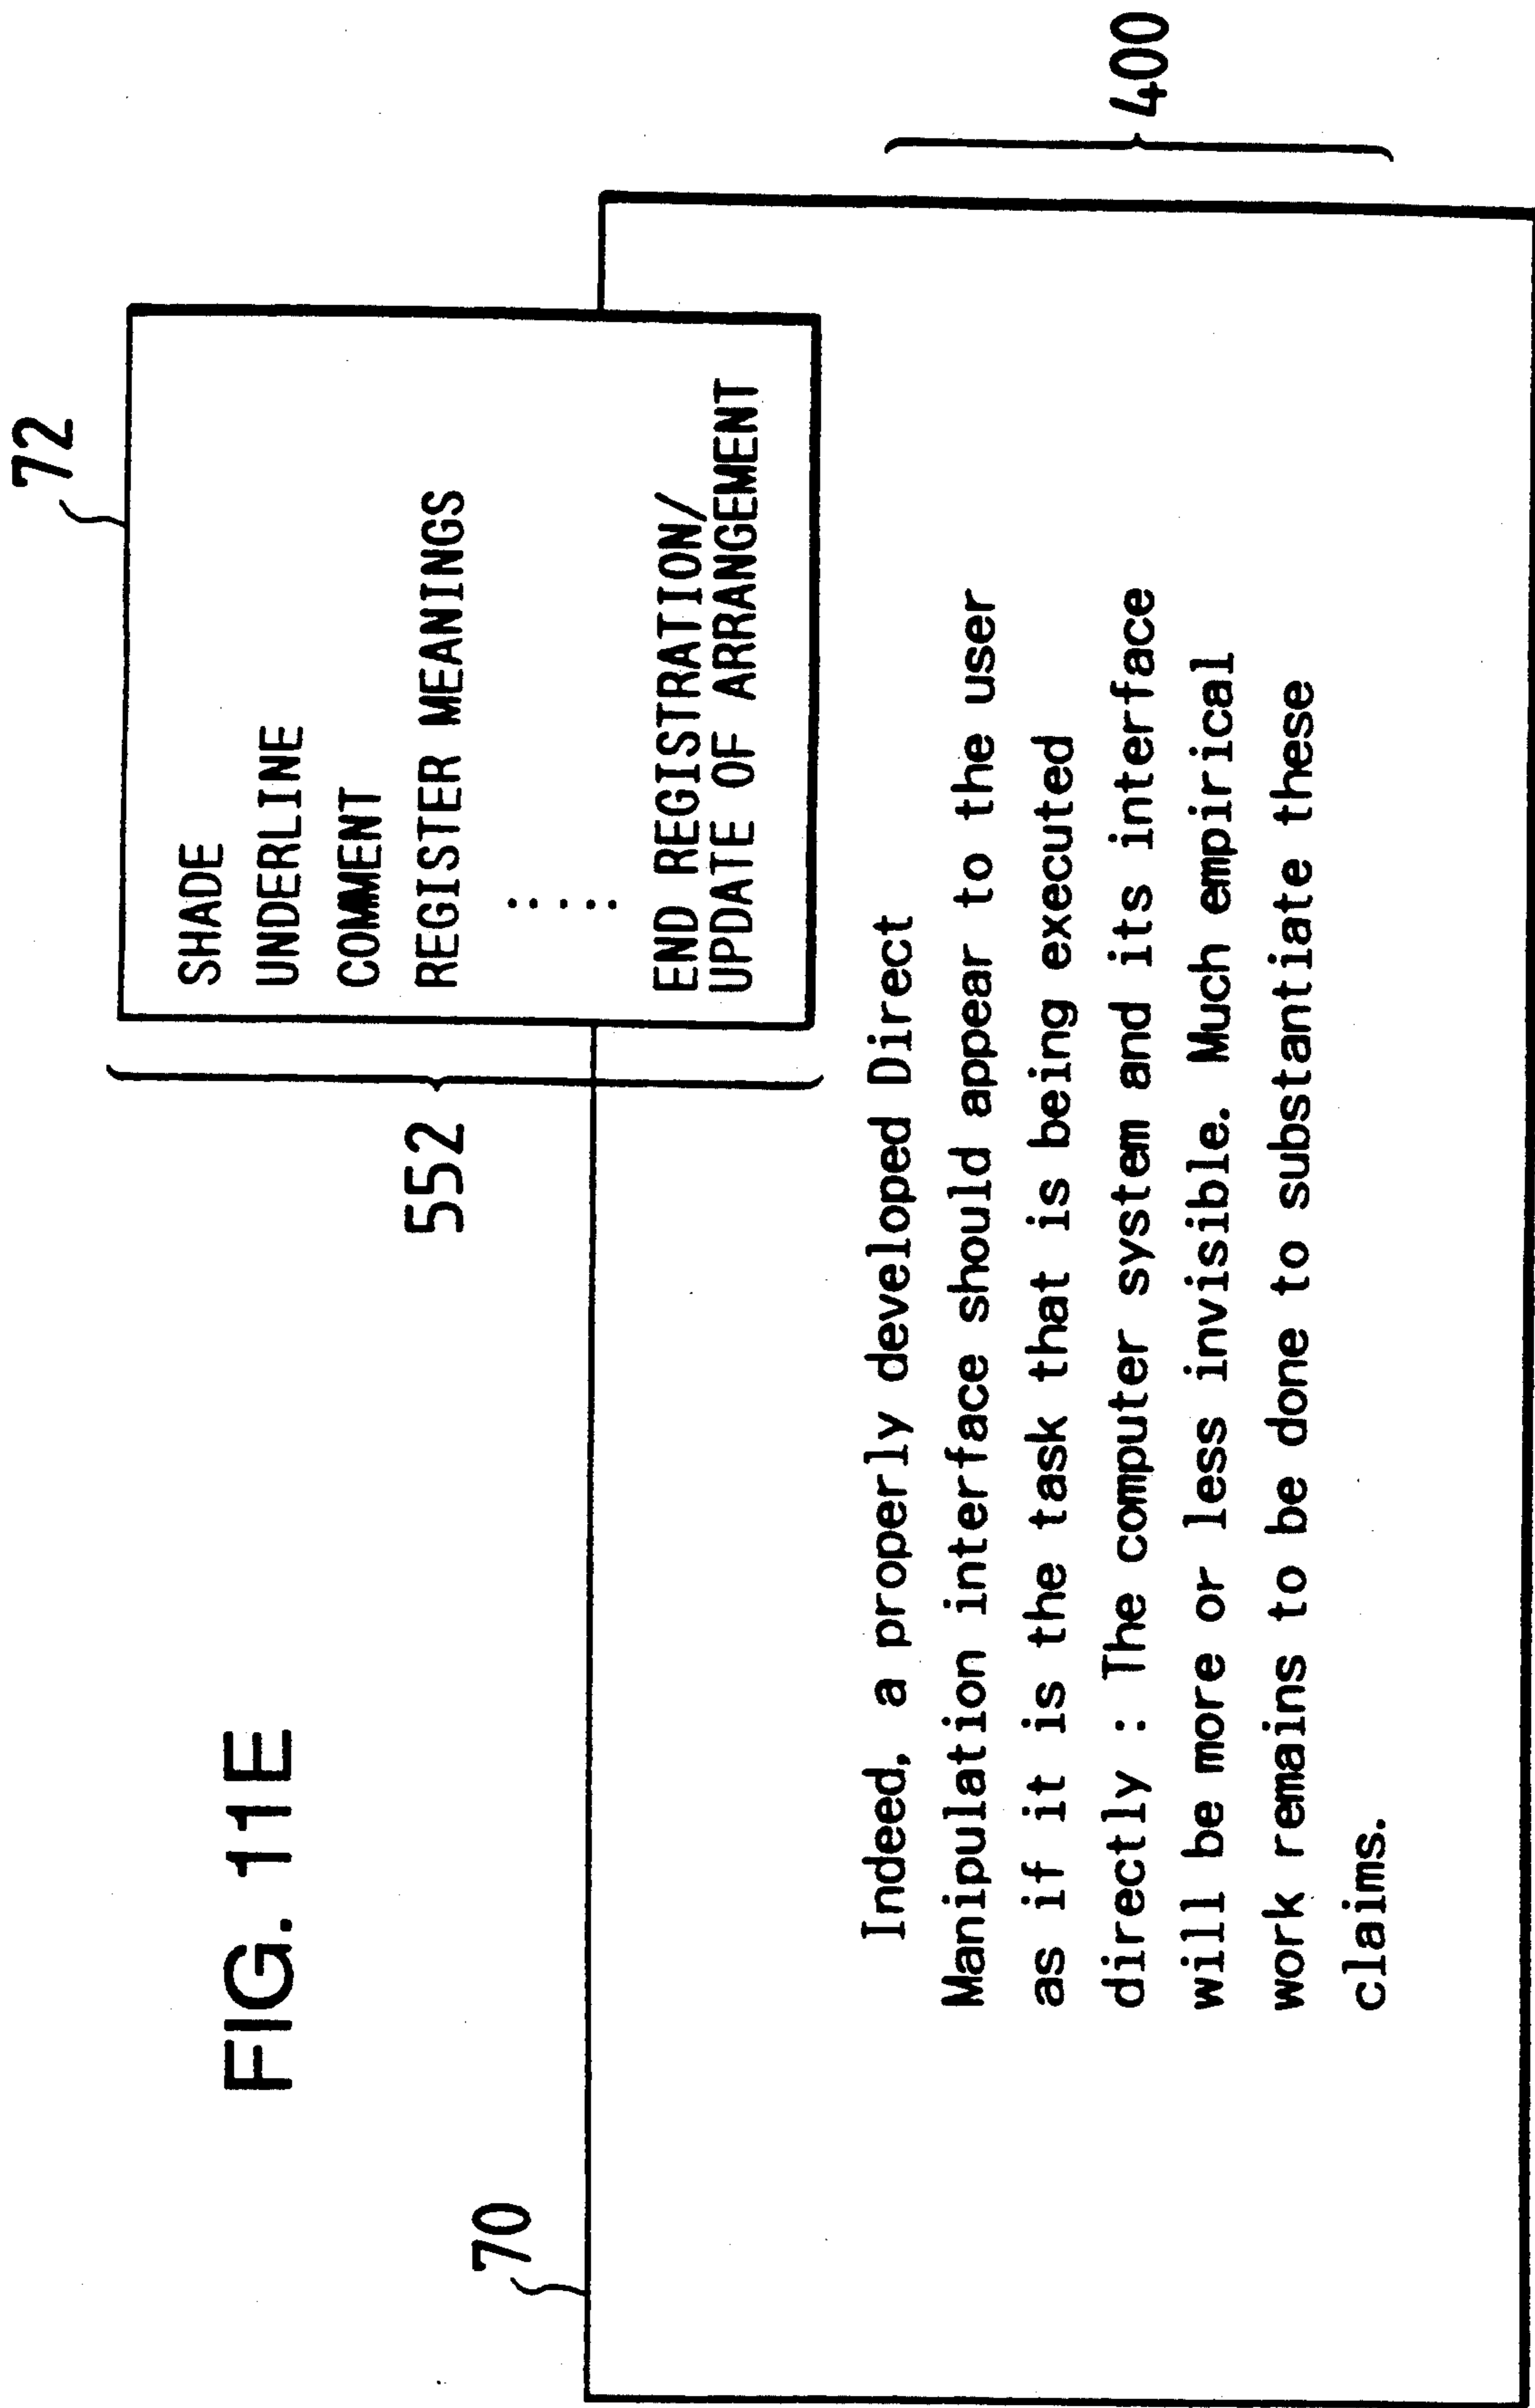 FIG. 11E
72
SHADE
UNDERLINE
COMMENT
REGISTER MEANINGS
.....
END REGISTRATION/
UPDATE OF ARRANGEMENT
552
70
Indeed, a properly developed Direct
Manipulation interface should appear to the user
as if it is the task that is being executed
directly : The computer system and its interface
will be more or less invisible. Much empirical
work remains to be done to substantiate these
claims.
400